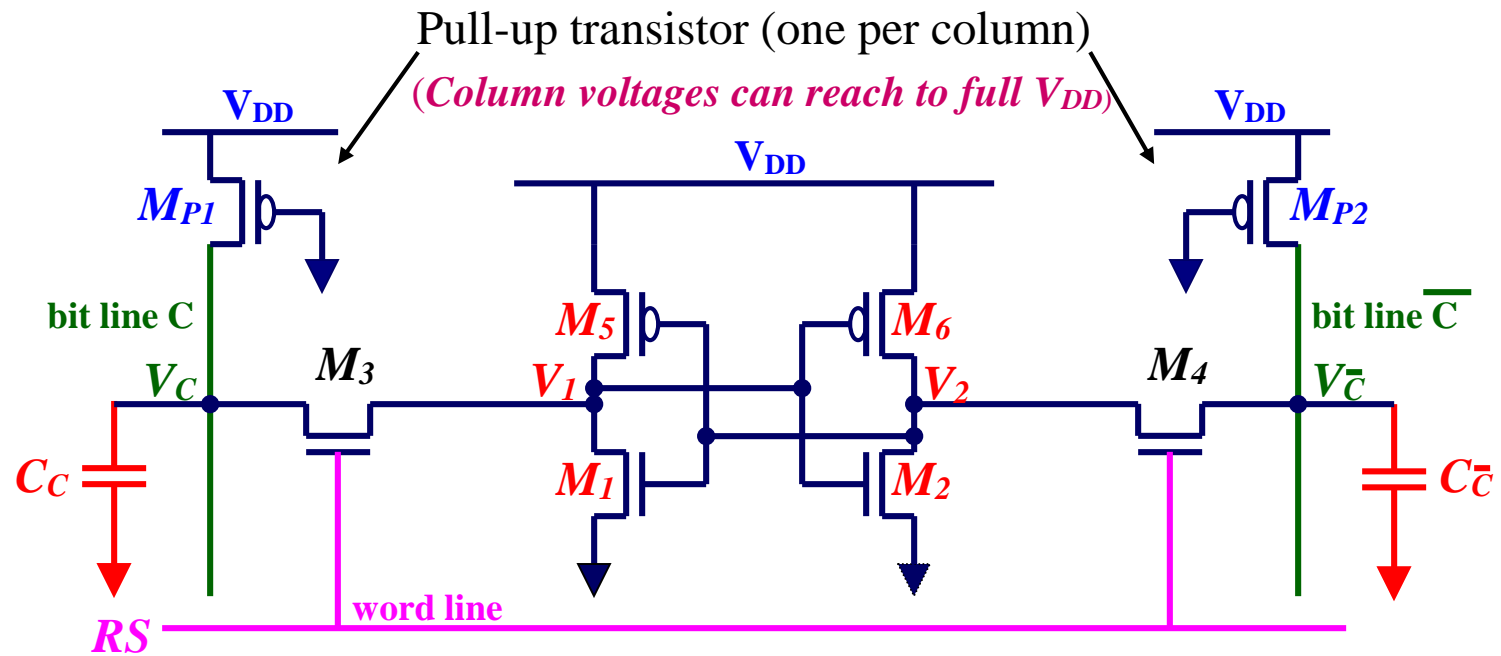 Pull-up transistor (one per column)
(Column voltages can reach to full VDD)
VDD
VDD
VDD
MP1
MP2
bit line C
M5
M6
bit line C̅
VC
M3
V1
V2
M4
VC̅
CC
M1
M2
CC̅
word line
RS